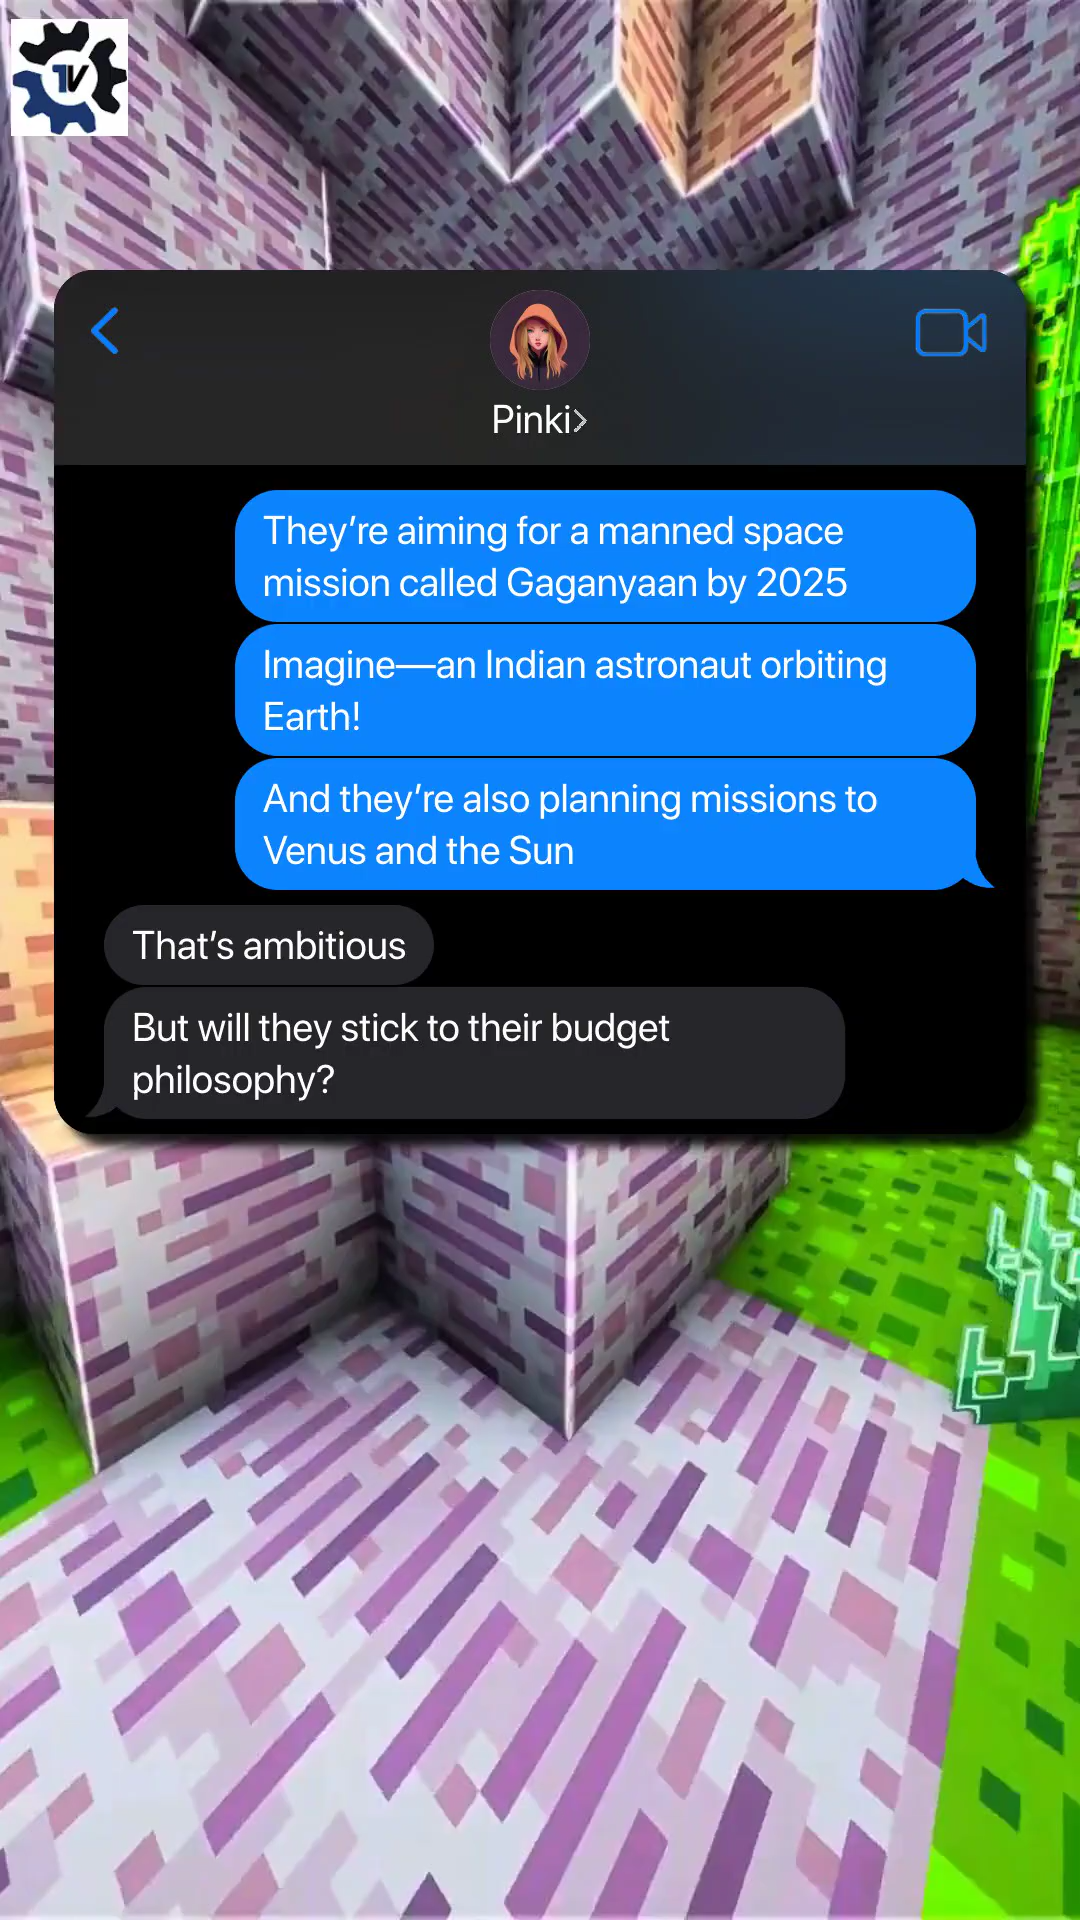 TV
Pinki
They’re aiming for a manned space
mission called Gaganyaan by 2025
Imagine—an Indian astronaut orbiting
Earth!
And they’re also planning missions to
Venus and the Sun
That’s ambitious
But will they stick to their budget
philosophy?